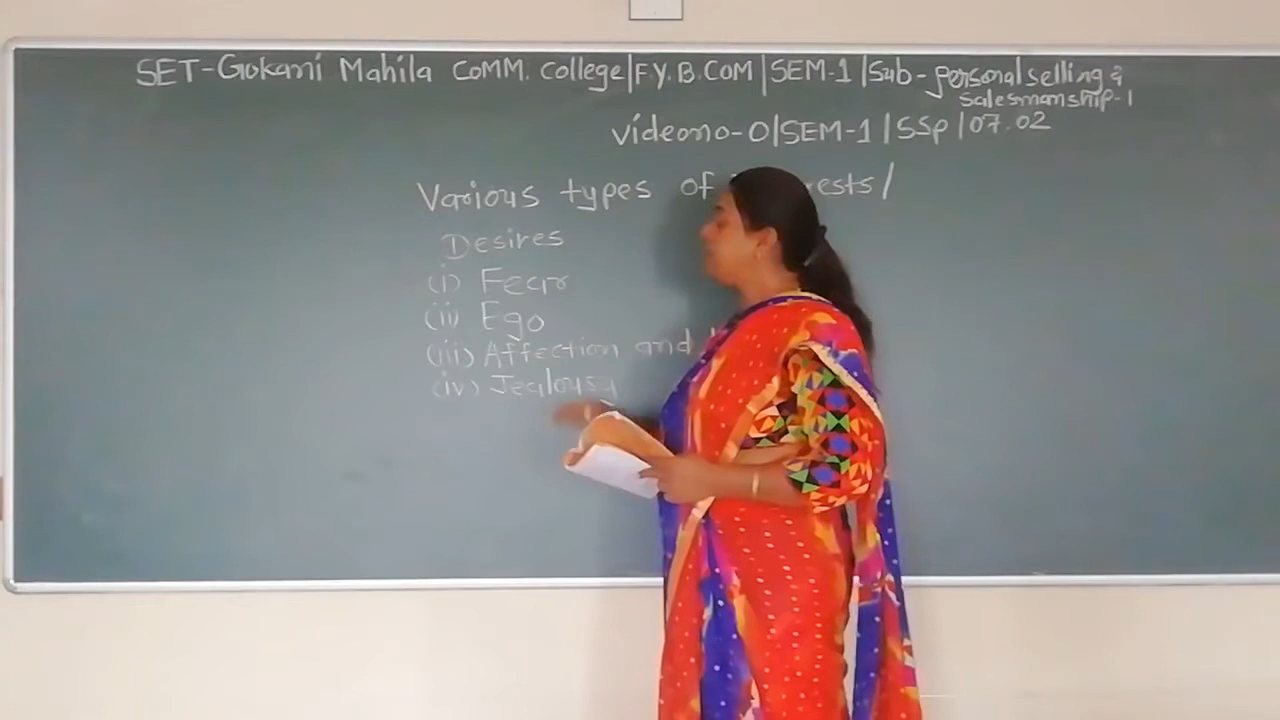 SET-Gokani Mahila COMM. College|F.Y.B.COM|SEM-1|Sub-personal selling &
salesmanship-1
videono-0|SEM-1|SSP|07.02
Various types of rests/
Desires
(i) Fear
(ii) Ego
(iii) Affection and
(iv) Jealousy